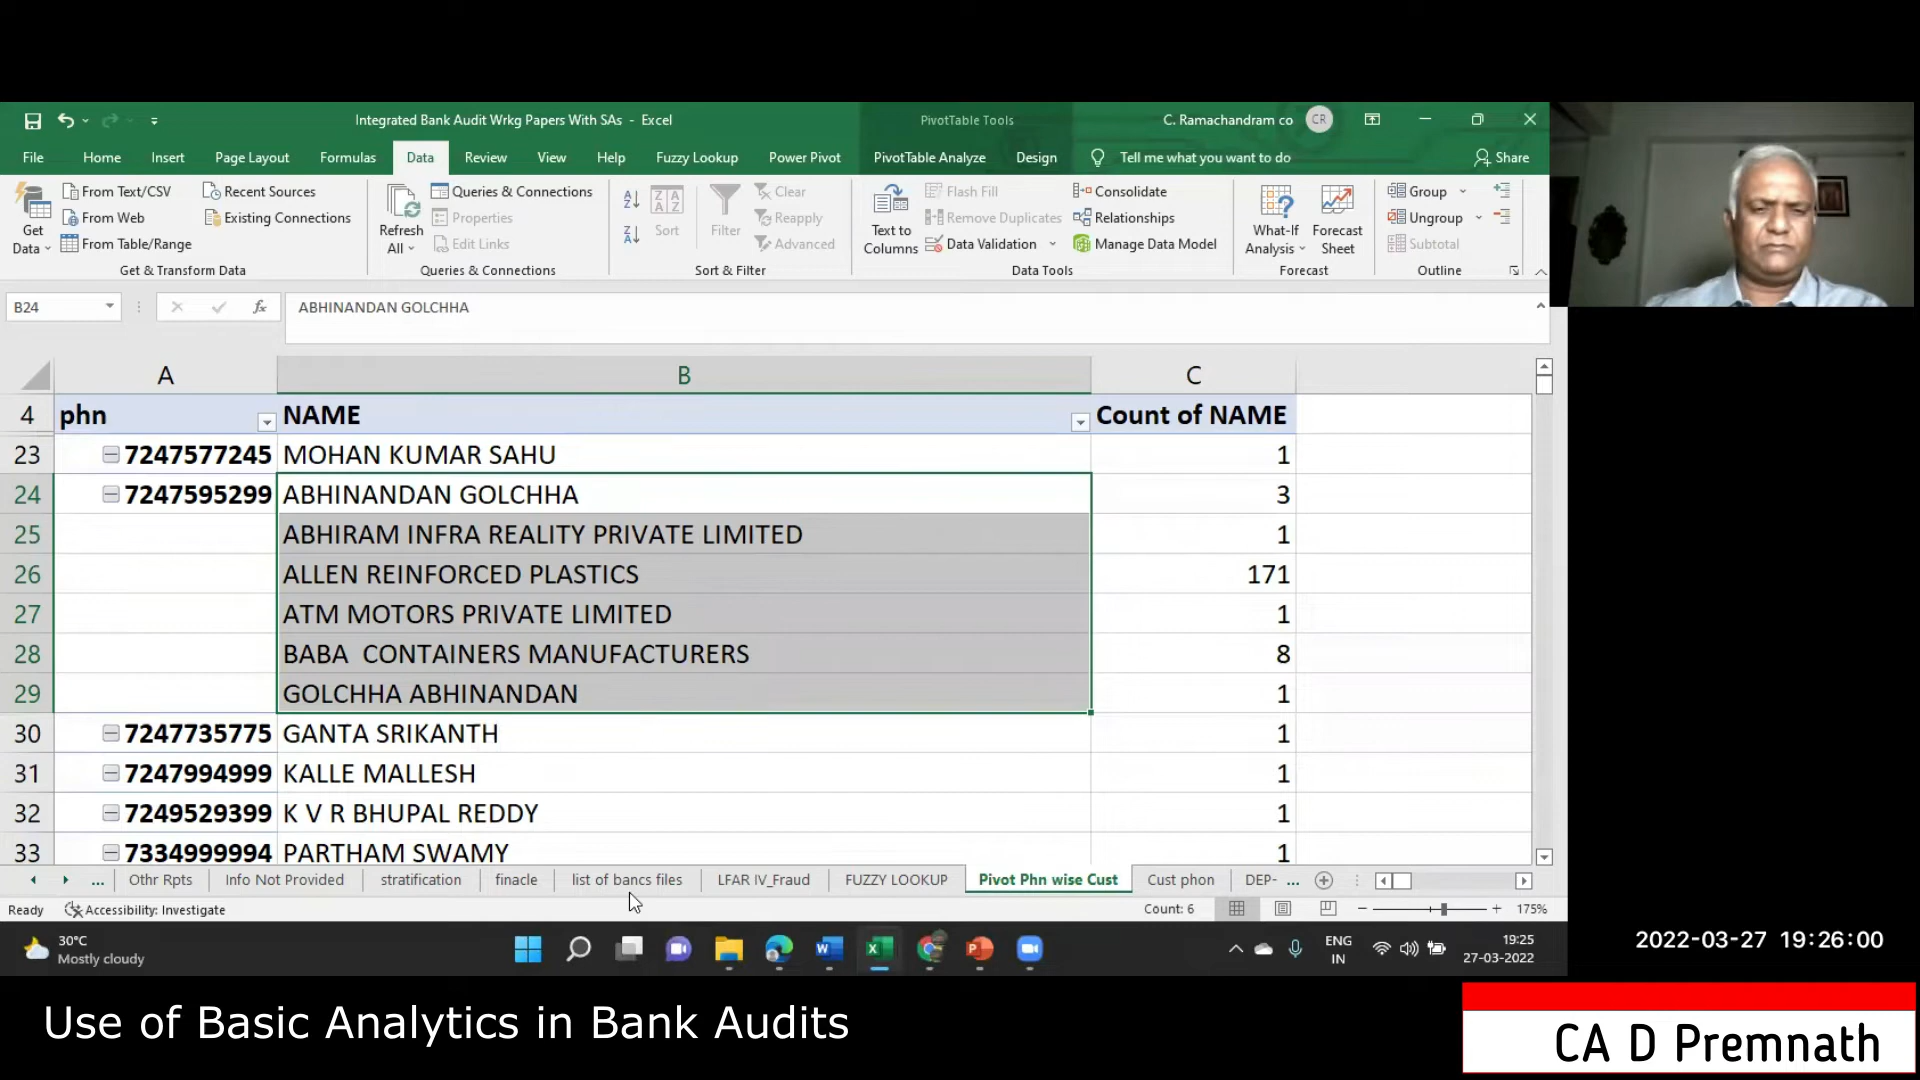 Integrated Bank Audit Wrkg Papers With SAs - Excel
PivotTable Tools
C. Ramachandram co CR
File Home Insert Page Layout Formulas Data Review View Help Fuzzy Lookup Power Pivot PivotTable Analyze Design Tell me what you want to do Share
Get Data
From Text/CSV
From Web
From Table/Range
Recent Sources
Existing Connections
Get & Transform Data
Refresh All
Queries & Connections
Properties
Edit Links
Queries & Connections
Sort
Filter
Clear
Reapply
Advanced
Sort & Filter
Text to Columns
Flash Fill
Remove Duplicates
Data Validation
Consolidate
Relationships
Manage Data Model
Data Tools
What-If Analysis
Forecast Sheet
Forecast
Group
Ungroup
Subtotal
Outline
B24 fx ABHINANDAN GOLCHHA
A B C
4 phn NAME Count of NAME
23 7247577245 MOHAN KUMAR SAHU 1
24 7247595299 ABHINANDAN GOLCHHA 3
25 ABHIRAM INFRA REALITY PRIVATE LIMITED 1
26 ALLEN REINFORCED PLASTICS 171
27 ATM MOTORS PRIVATE LIMITED 1
28 BABA CONTAINERS MANUFACTURERS 8
29 GOLCHHA ABHINANDAN 1
30 7247735775 GANTA SRIKANTH 1
31 7247994999 KALLE MALLESH 1
32 7249529399 K V R BHUPAL REDDY 1
33 7334999994 PARTHAM SWAMY 1
... Othr Rpts Info Not Provided stratification finacle list of bancs files LFAR IV_Fraud FUZZY LOOKUP Pivot Phn wise Cust Cust phon DEP- ...
Ready Accessibility: Investigate Count: 6 175%
30°C
Mostly cloudy
ENG
IN
19:25
27-03-2022
2022-03-27 19:26:00
Use of Basic Analytics in Bank Audits
CA D Premnath